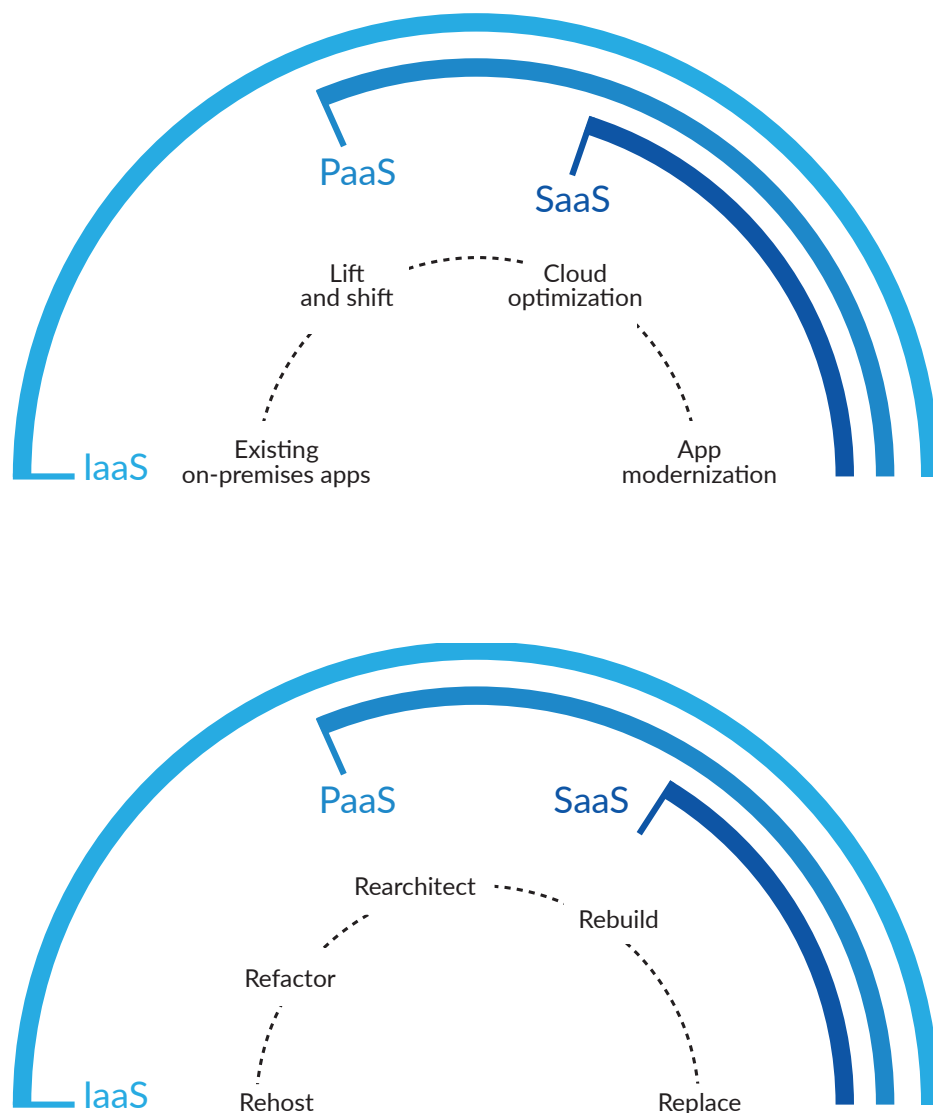 PaaS
SaaS
Lift
and shift
Cloud
optimization
Existing
on-premises apps
App
modernization
IaaS
PaaS
SaaS
Rearchitect
Rebuild
Refactor
IaaS
Rehost
Replace